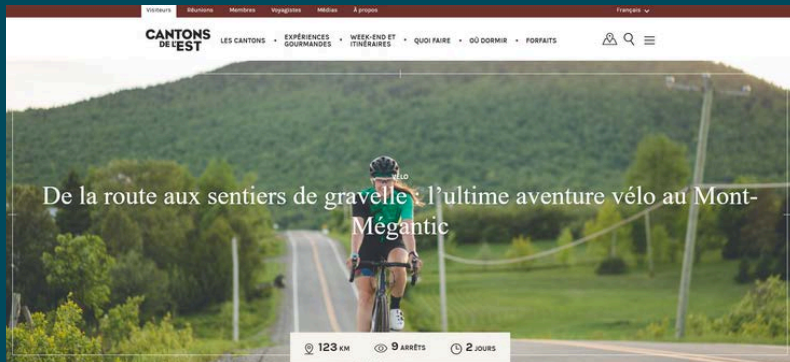 Visiteurs Réunions Membres Voyagistes Médias À propos Français
CANTONS
DE L'EST
LES CANTONS • EXPÉRIENCES GOURMANDES • WEEK-END ET ITINÉRAIRES • QUOI FAIRE • OÙ DORMIR • FORFAITS
VÉLO
De la route aux sentiers de gravelle : l'ultime aventure vélo au Mont-
Mégantic
123 KM 9 ARRÊTS 2 JOURS